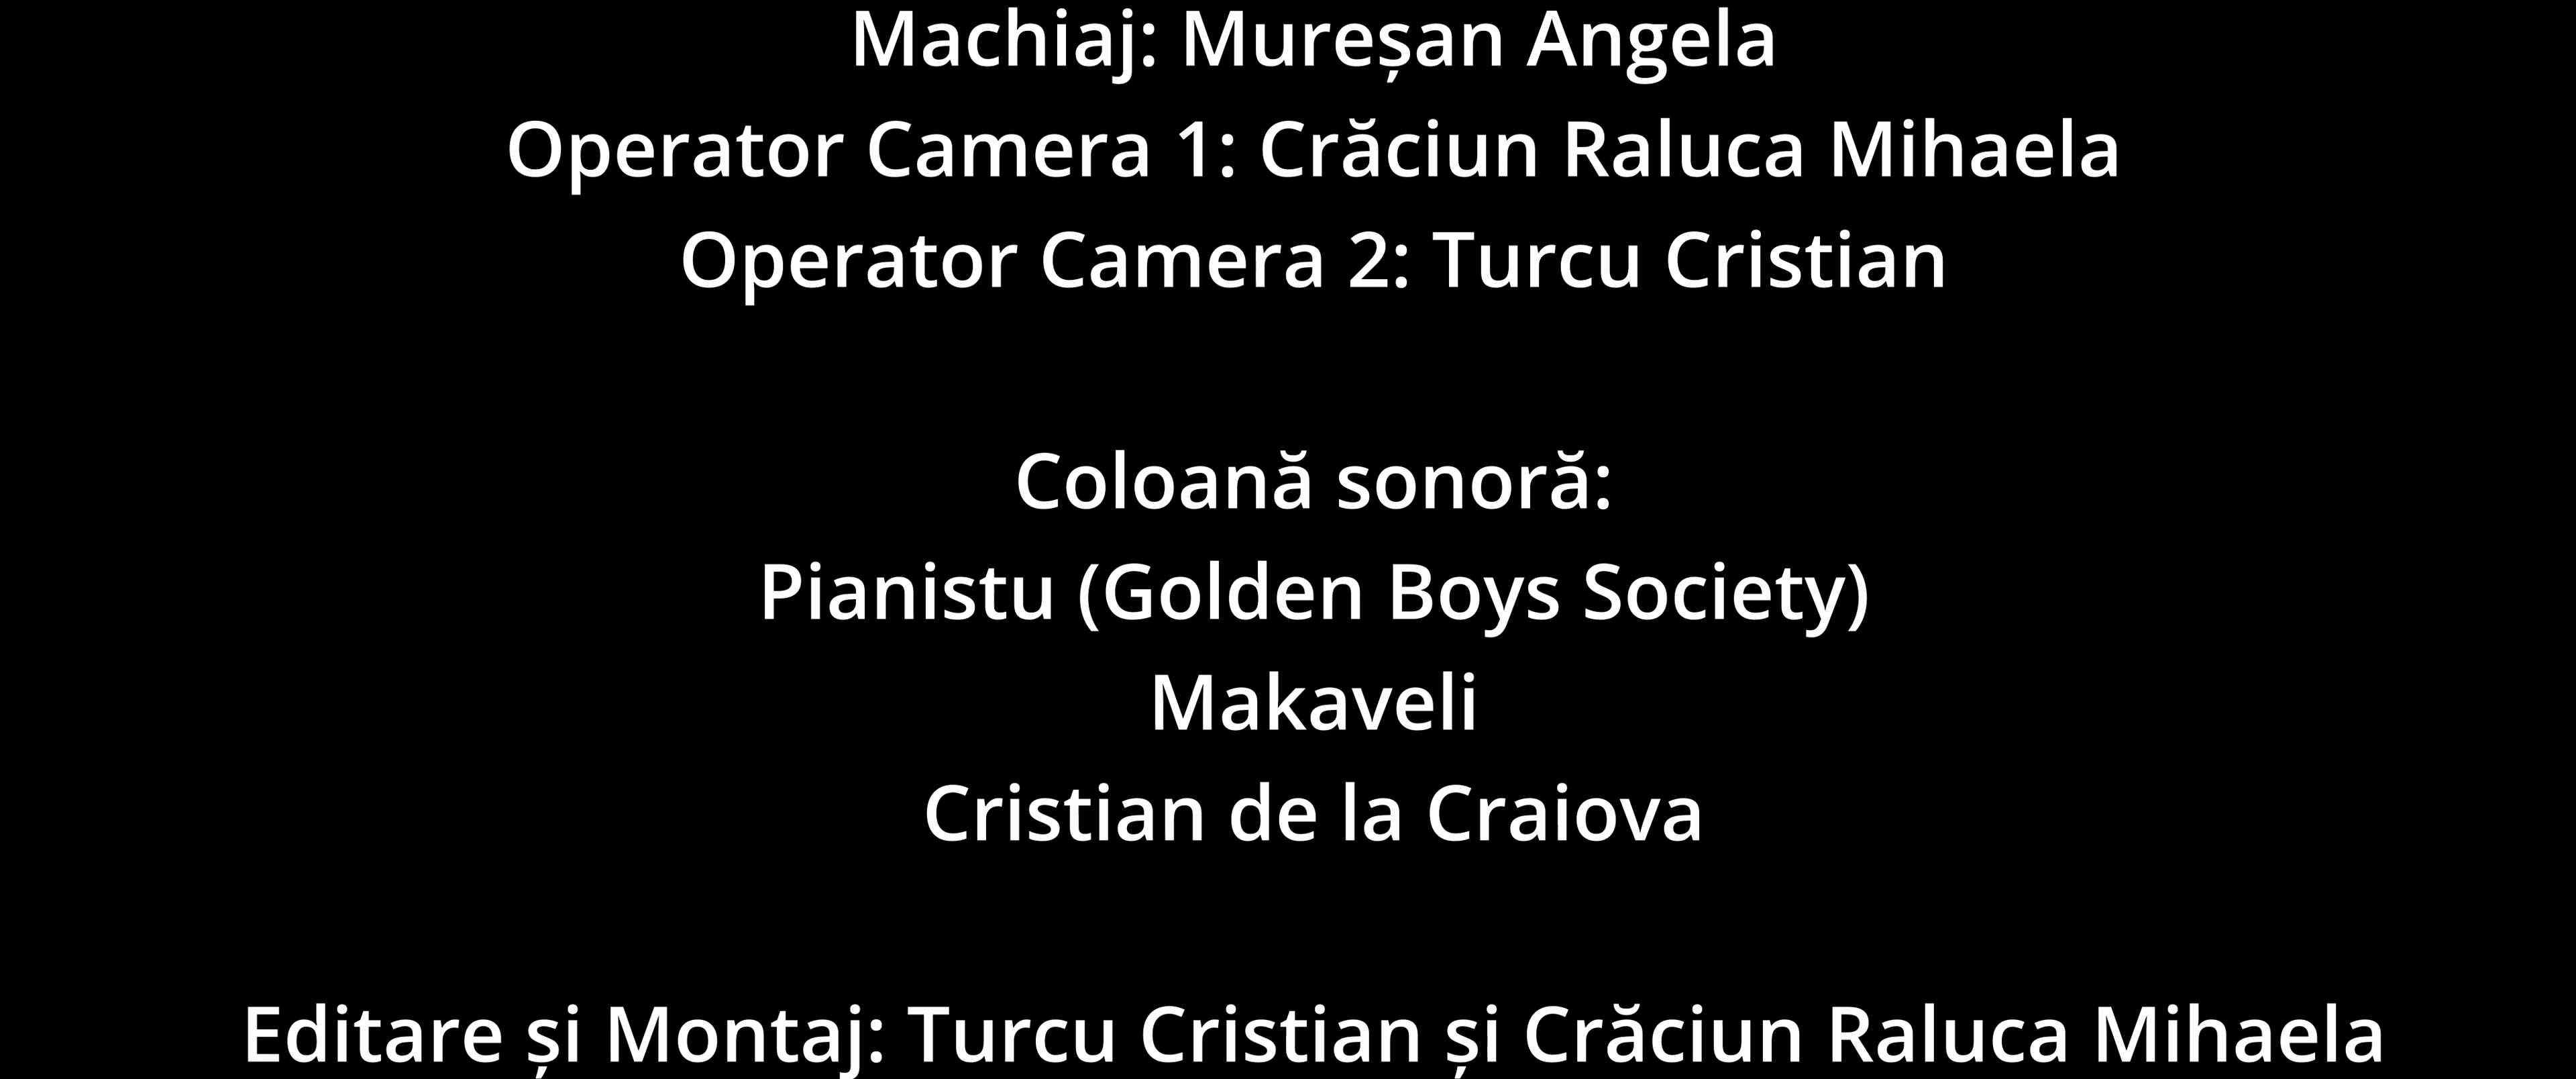 Machiaj: Mureșan Angela
Operator Camera 1: Crăciun Raluca Mihaela
Operator Camera 2: Turcu Cristian
Coloană sonoră:
Pianistu (Golden Boys Society)
Makaveli
Cristian de la Craiova
Editare și Montaj: Turcu Cristian și Crăciun Raluca Mihaela